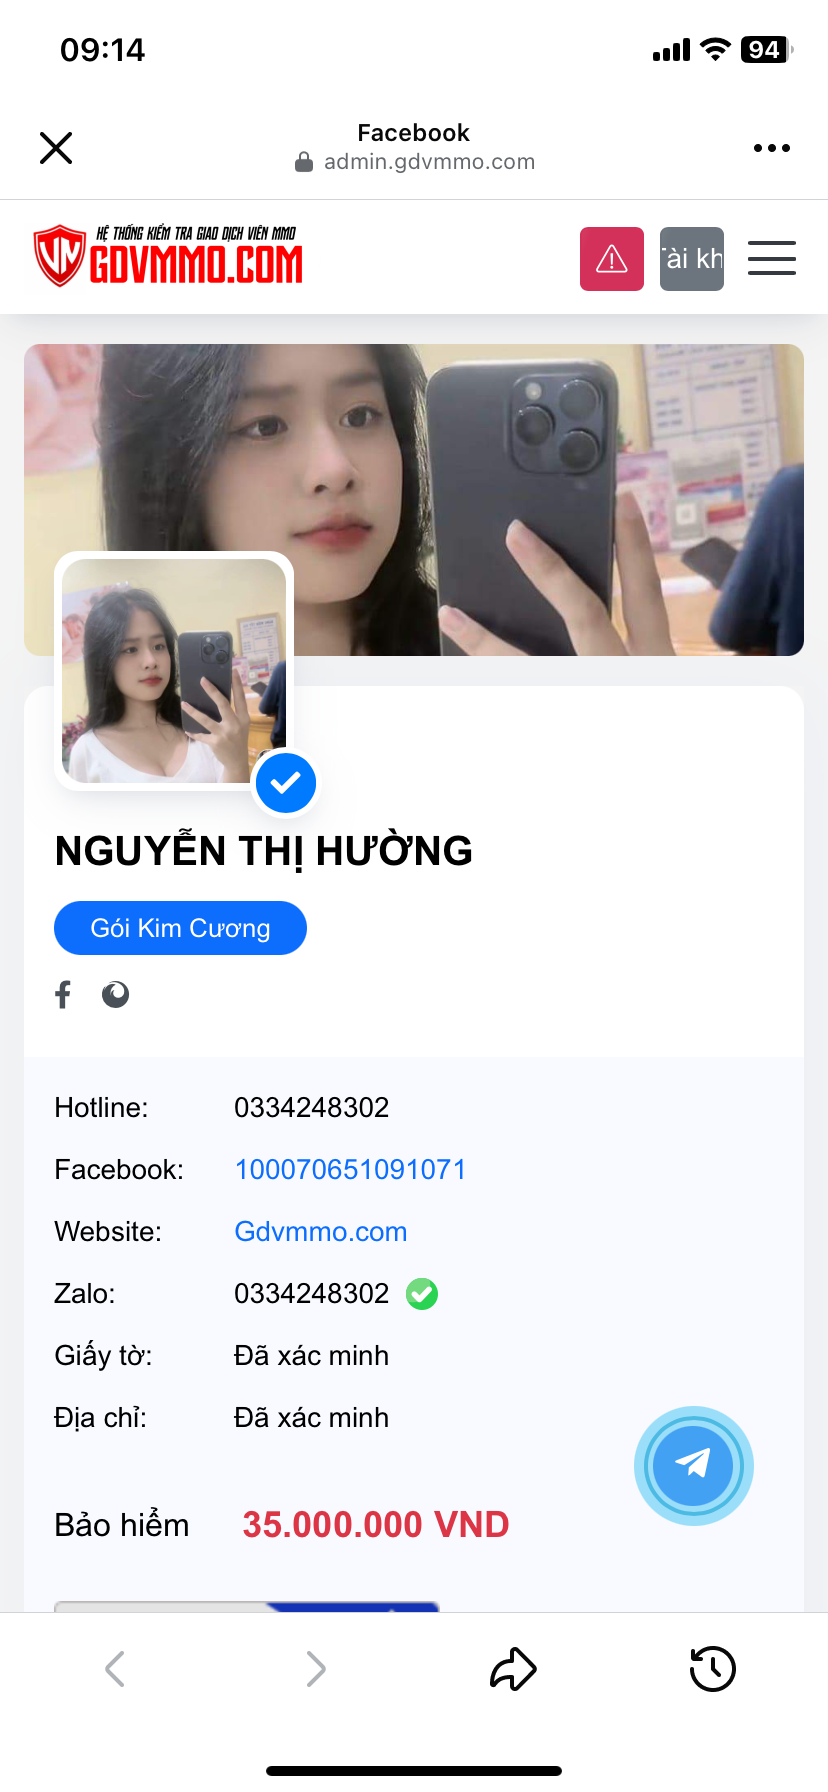 09:14
94
Facebook
admin.gdvmmo.com
HỆ THỐNG KIỂM TRA GIAO DỊCH VIÊN MMO
GDVMMO.COM
Tài kh
NGUYỄN THỊ HƯỜNG
Gói Kim Cương
Hotline: 0334248302
Facebook: 100070651091071
Website: Gdvmmo.com
Zalo: 0334248302
Giấy tờ: Đã xác minh
Địa chỉ: Đã xác minh
Bảo hiểm 35.000.000 VND